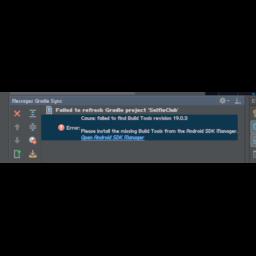 Messages Gradle Sync
Failed to refresh Gradle project 'SelfieClub'
Cause: failed to find Build Tools revision 19.0.3
Error:
Please install the missing Build Tools from the Android SDK Manager.
Open Android SDK Manager